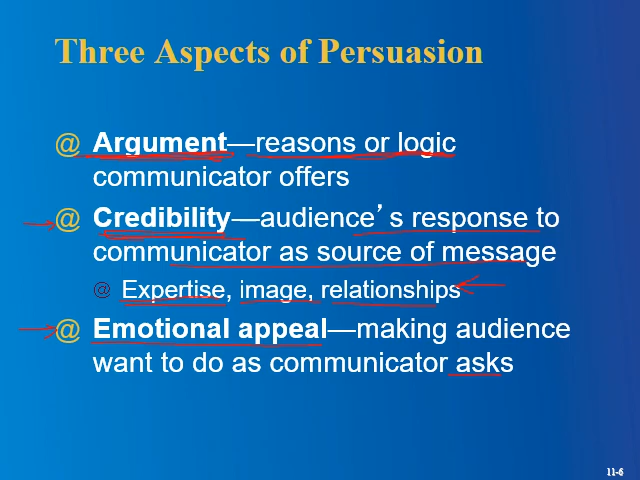 Three Aspects of Persuasion
@ Argument—reasons or logic
communicator offers
@ Credibility—audience’s response to
communicator as source of message
@ Expertise, image, relationships
@ Emotional appeal—making audience
want to do as communicator asks
11-6